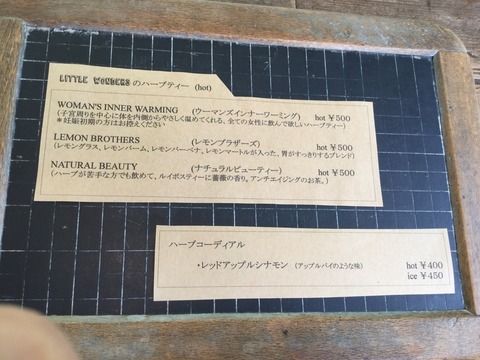 LITTLE WONDERS のハーブティー (hot)
WOMAN'S INNER WARMING (ウーマンズインナーウォーミング) hot ¥500
(子宮周りを中心に体を内側からやさしく温めてくれる、全ての女性に飲んで欲しいハーブティー)
*妊娠初期の方はお控えください
LEMON BROTHERS (レモンブラザーズ) hot ¥500
(レモングラス、レモンバーム、レモンバーベナ、レモンマートルが入った、胃がすっきりするブレンド)
NATURAL BEAUTY (ナチュラルビューティー) hot ¥500
(ハーブが苦手な方でも飲めて、ルイボスティーに薔薇の香り。アンチエイジングのお茶。)
ハーブコーディアル
・レッドアップルシナモン (アップルパイのような味) hot ¥400
ice ¥450